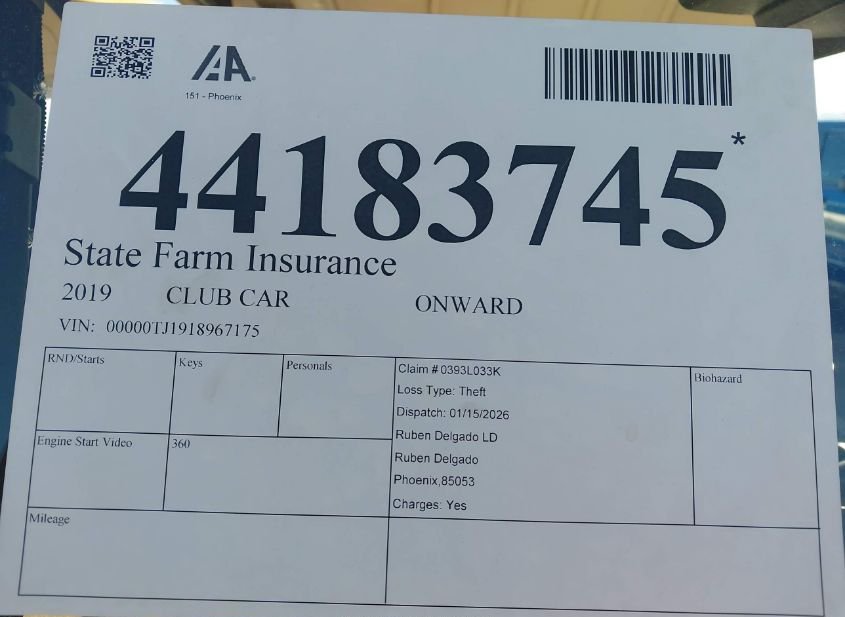 IAA
151 - Phoenix
44183745*
State Farm Insurance
2019 CLUB CAR ONWARD
VIN: 00000TJ1918967175
RND/Starts
Keys
Personals
Claim # 0393L033K
Loss Type: Theft
Dispatch: 01/15/2026
Ruben Delgado LD
Ruben Delgado
Phoenix,85053
Charges: Yes
Biohazard
Engine Start Video
360
Mileage